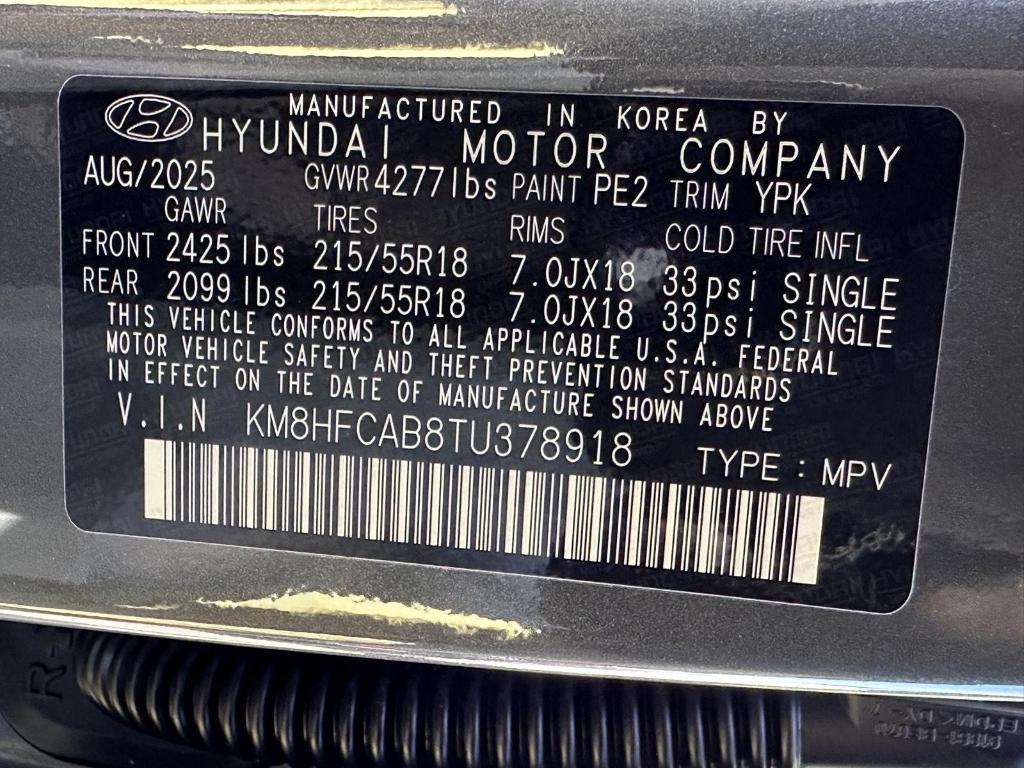 MANUFACTURED IN KOREA BY
HYUNDAI MOTOR COMPANY
AUG/2025 GVWR 4277lbs PAINT PE2 TRIM YPK
GAWR TIRES RIMS COLD TIRE INFL
FRONT 2425 lbs 215/55R18 7.0JX18 33psi SINGLE
REAR 2099 lbs 215/55R18 7.0JX18 33psi SINGLE
THIS VEHICLE CONFORMS TO ALL APPLICABLE U.S.A. FEDERAL
MOTOR VEHICLE SAFETY AND THEFT PREVENTION STANDARDS
IN EFFECT ON THE DATE OF MANUFACTURE SHOWN ABOVE
V.I.N KM8HFCAB8TU378918 TYPE : MPV